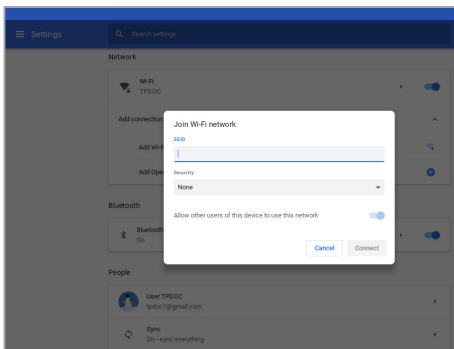 Settings
Search settings
Network
Wi-Fi
TPDOC
Add connection
Add Wi-F
Add Ope
Join Wi-Fi network
SSID
Security
None
Allow other users of this device to use this network
Cancel Connect
Bluetooth
Bluetooth
On
People
User TPDOC
tpdoc1@gmail.com
Sync
On - sync everything